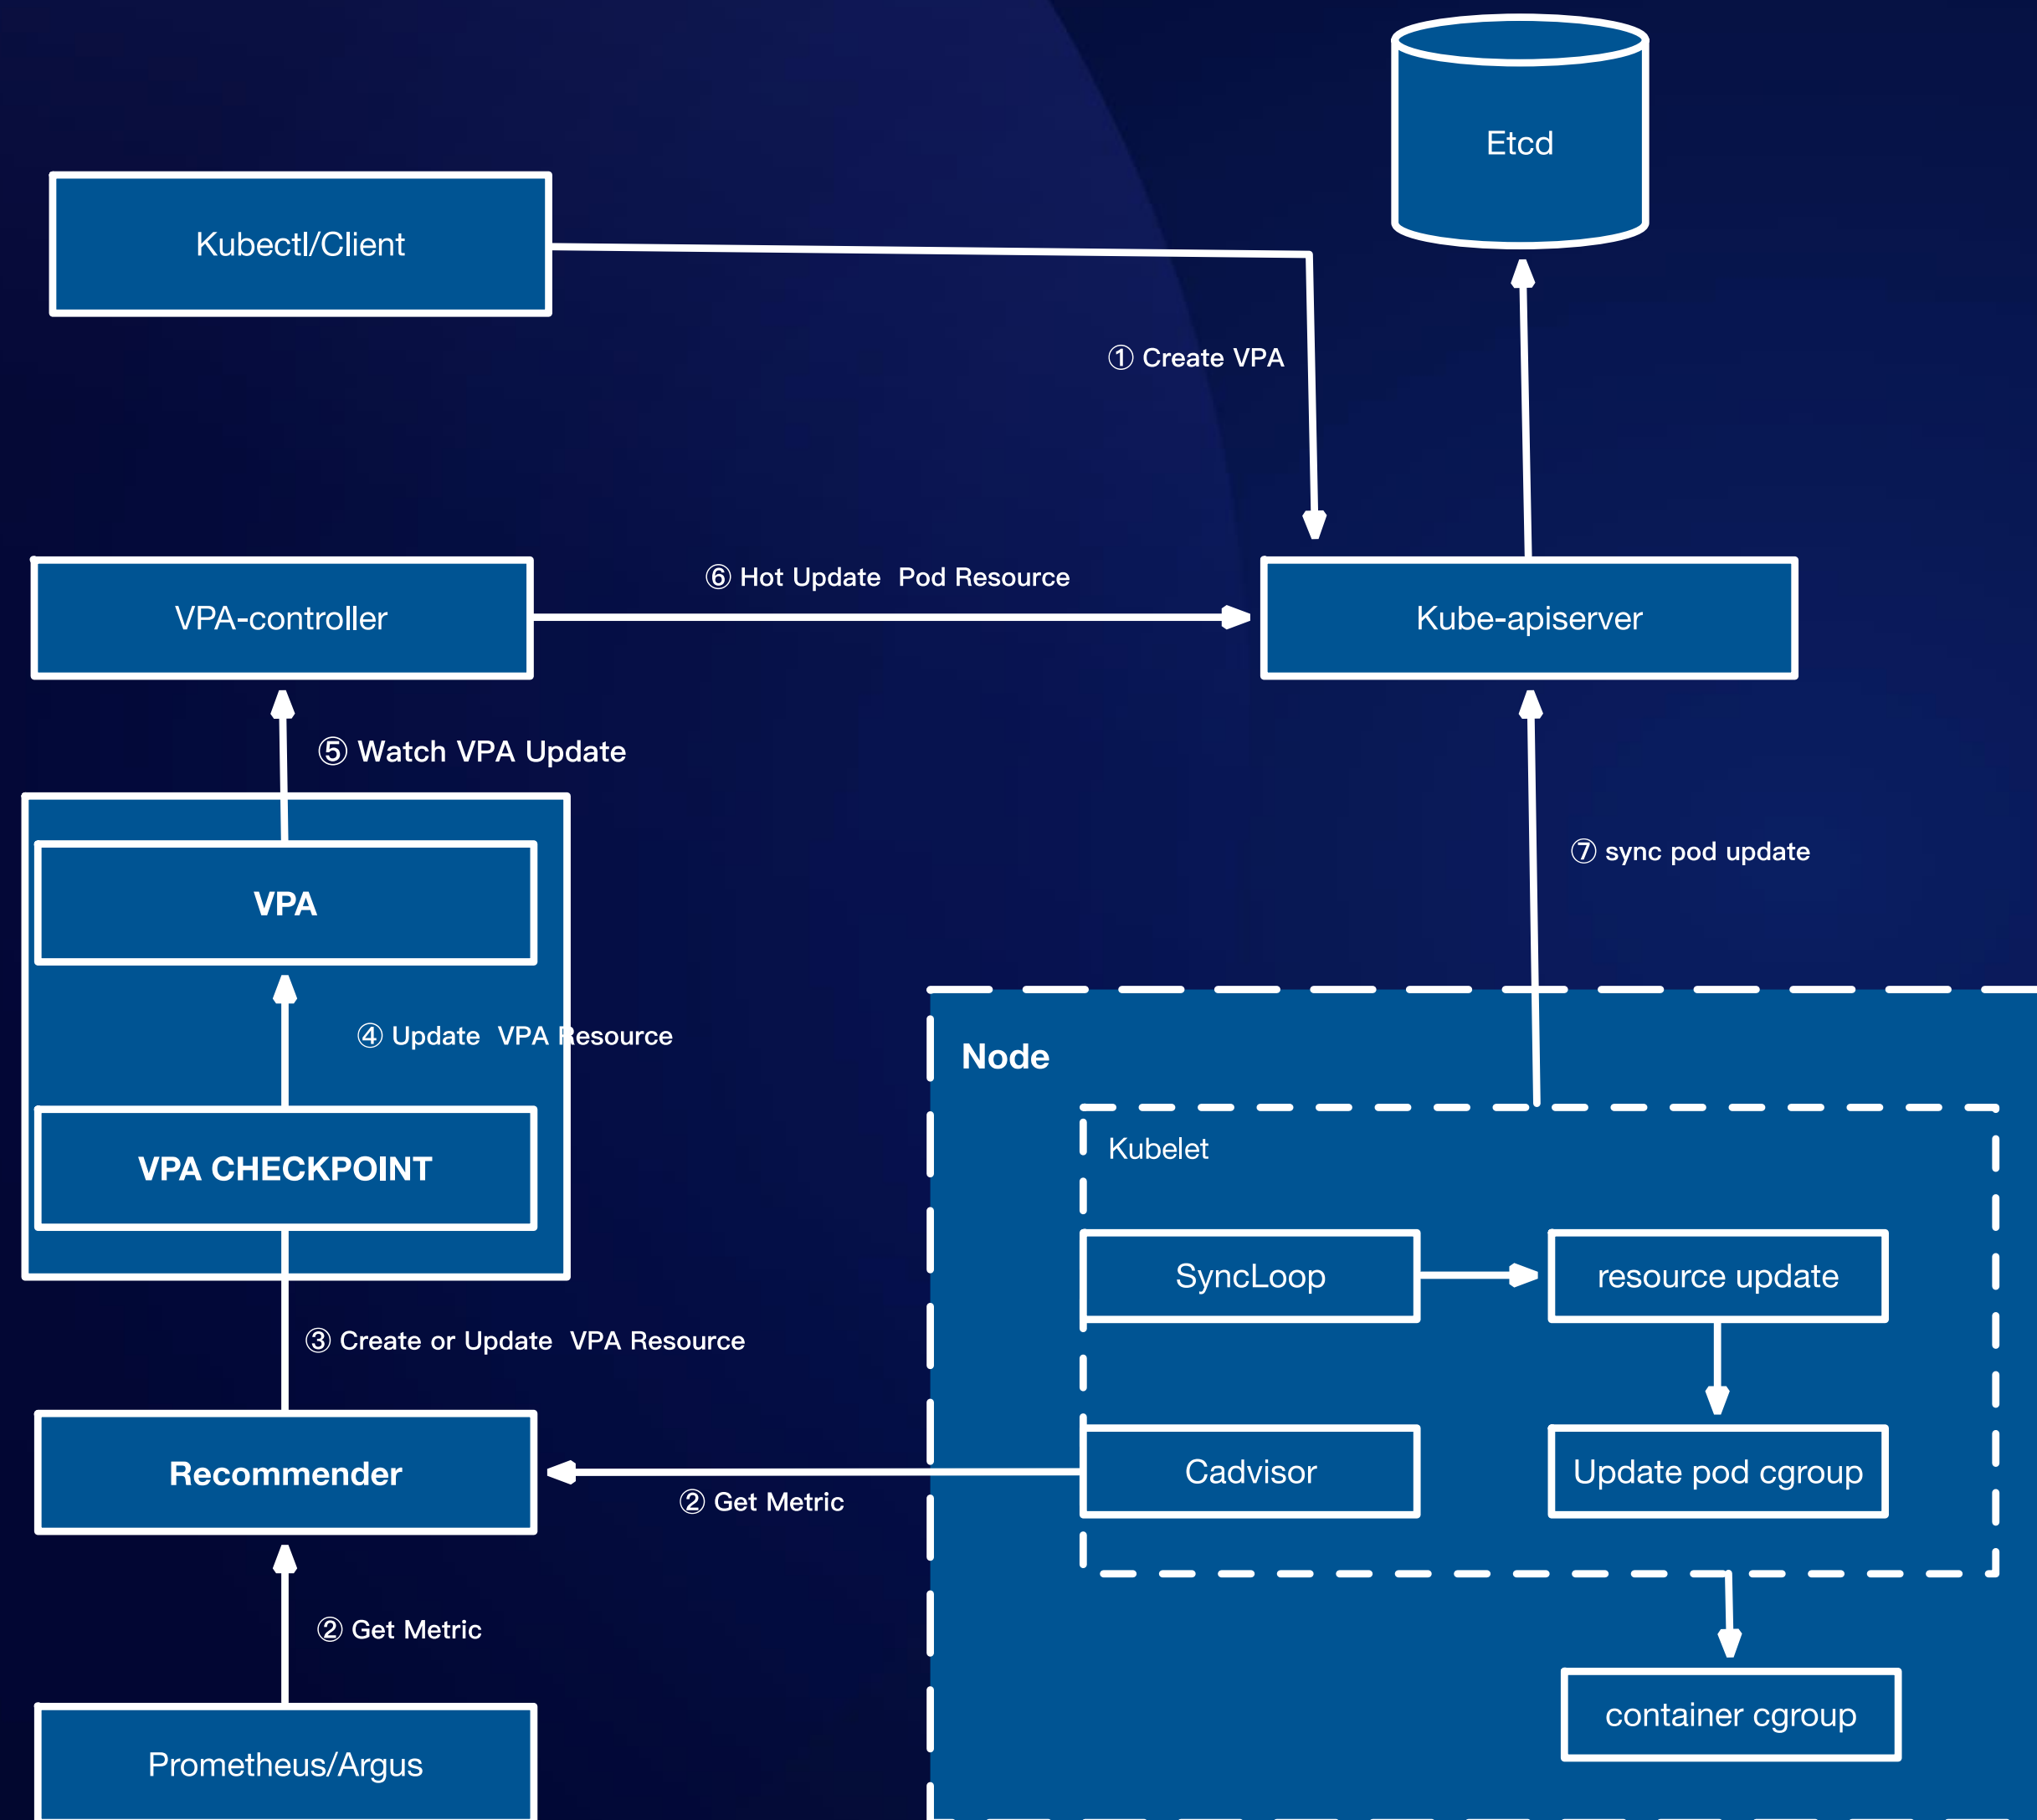 Etcd
Kubectl/Client
① Create VPA
⑥ Hot Update Pod Resource
VPA-controller
Kube-apiserver
⑤ Watch VPA Update
⑦ sync pod update
VPA
④ Update VPA Resource
Node
Kubelet
VPA CHECKPOINT
SyncLoop
resource update
③ Create or Update VPA Resource
Recommender
Cadvisor
Update pod cgroup
② Get Metric
② Get Metric
container cgroup
Prometheus/Argus